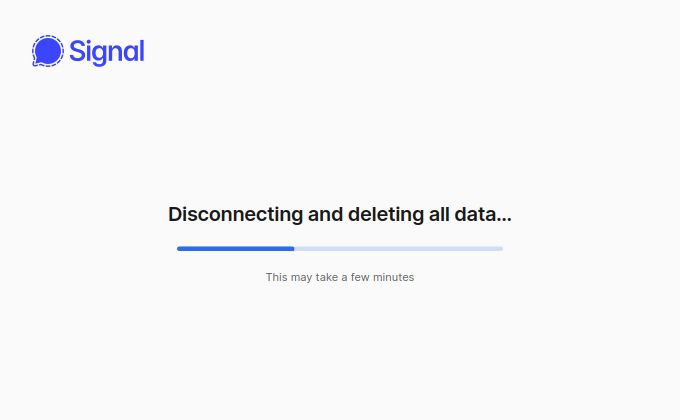 Signal
Disconnecting and deleting all data...
This may take a few minutes